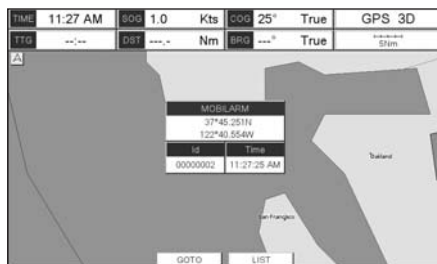 TIME 11:27 AM SOG 1.0 Kts COG 25° True GPS 3D
TTG --:-- DST ---.- Nm BRG ---° True 5Nm
A
MOBILARM
37°45.251N
122°40.554W
Id Time
00000002 11:27:25 AM
Oakland
San Francisco
GOTO LIST